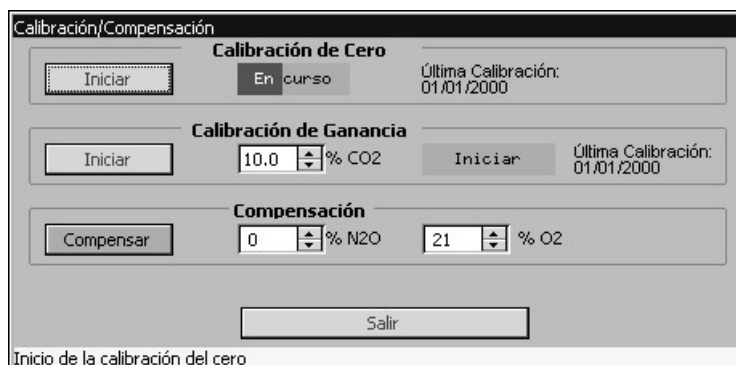 Calibración/Compensación
Calibración de Cero
Iniciar
En curso
Última Calibración:
01/01/2000
Calibración de Ganancia
Iniciar
10.0
% CO2
Iniciar
Última Calibración:
01/01/2000
Compensación
Compensar
0
% N2O
21
% O2
Salir
Inicio de la calibración del cero